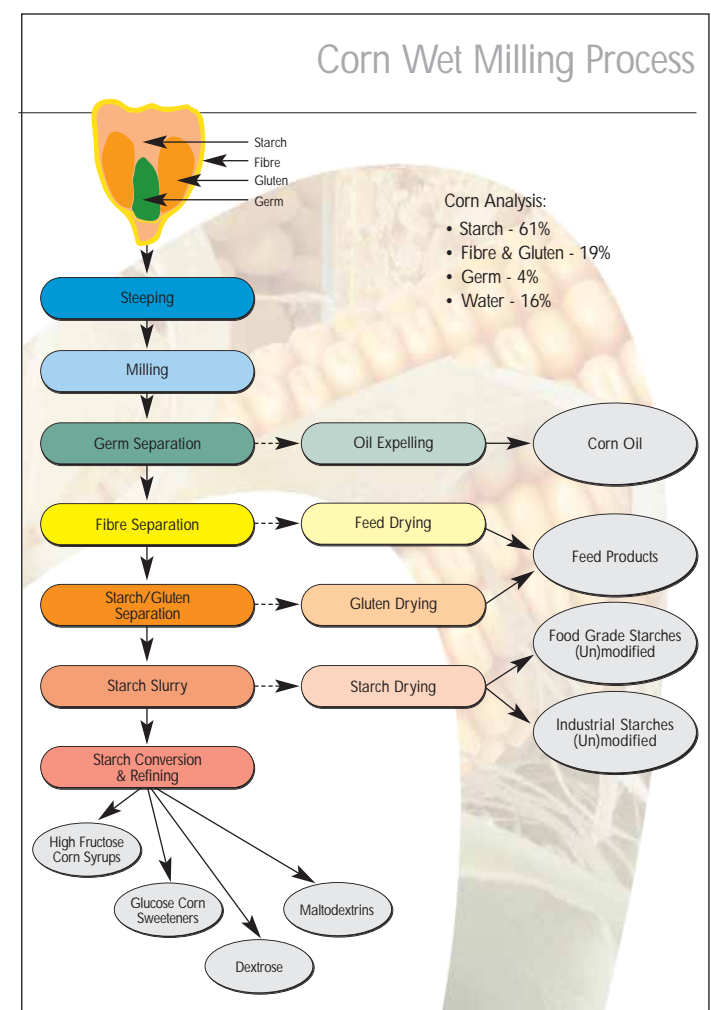 Corn Wet Milling Process
Starch
Fibre
Gluten
Germ
Corn Analysis:
• Starch - 61%
• Fibre & Gluten - 19%
• Germ - 4%
• Water - 16%
Steeping
Milling
Germ Separation
Oil Expelling
Corn Oil
Fibre Separation
Feed Drying
Feed Products
Starch/Gluten
Separation
Gluten Drying
Food Grade Starches
(Un)modified
Starch Slurry
Starch Drying
Industrial Starches
(Un)modified
Starch Conversion
& Refining
High Fructose
Corn Syrups
Glucose Corn
Sweeteners
Maltodextrins
Dextrose